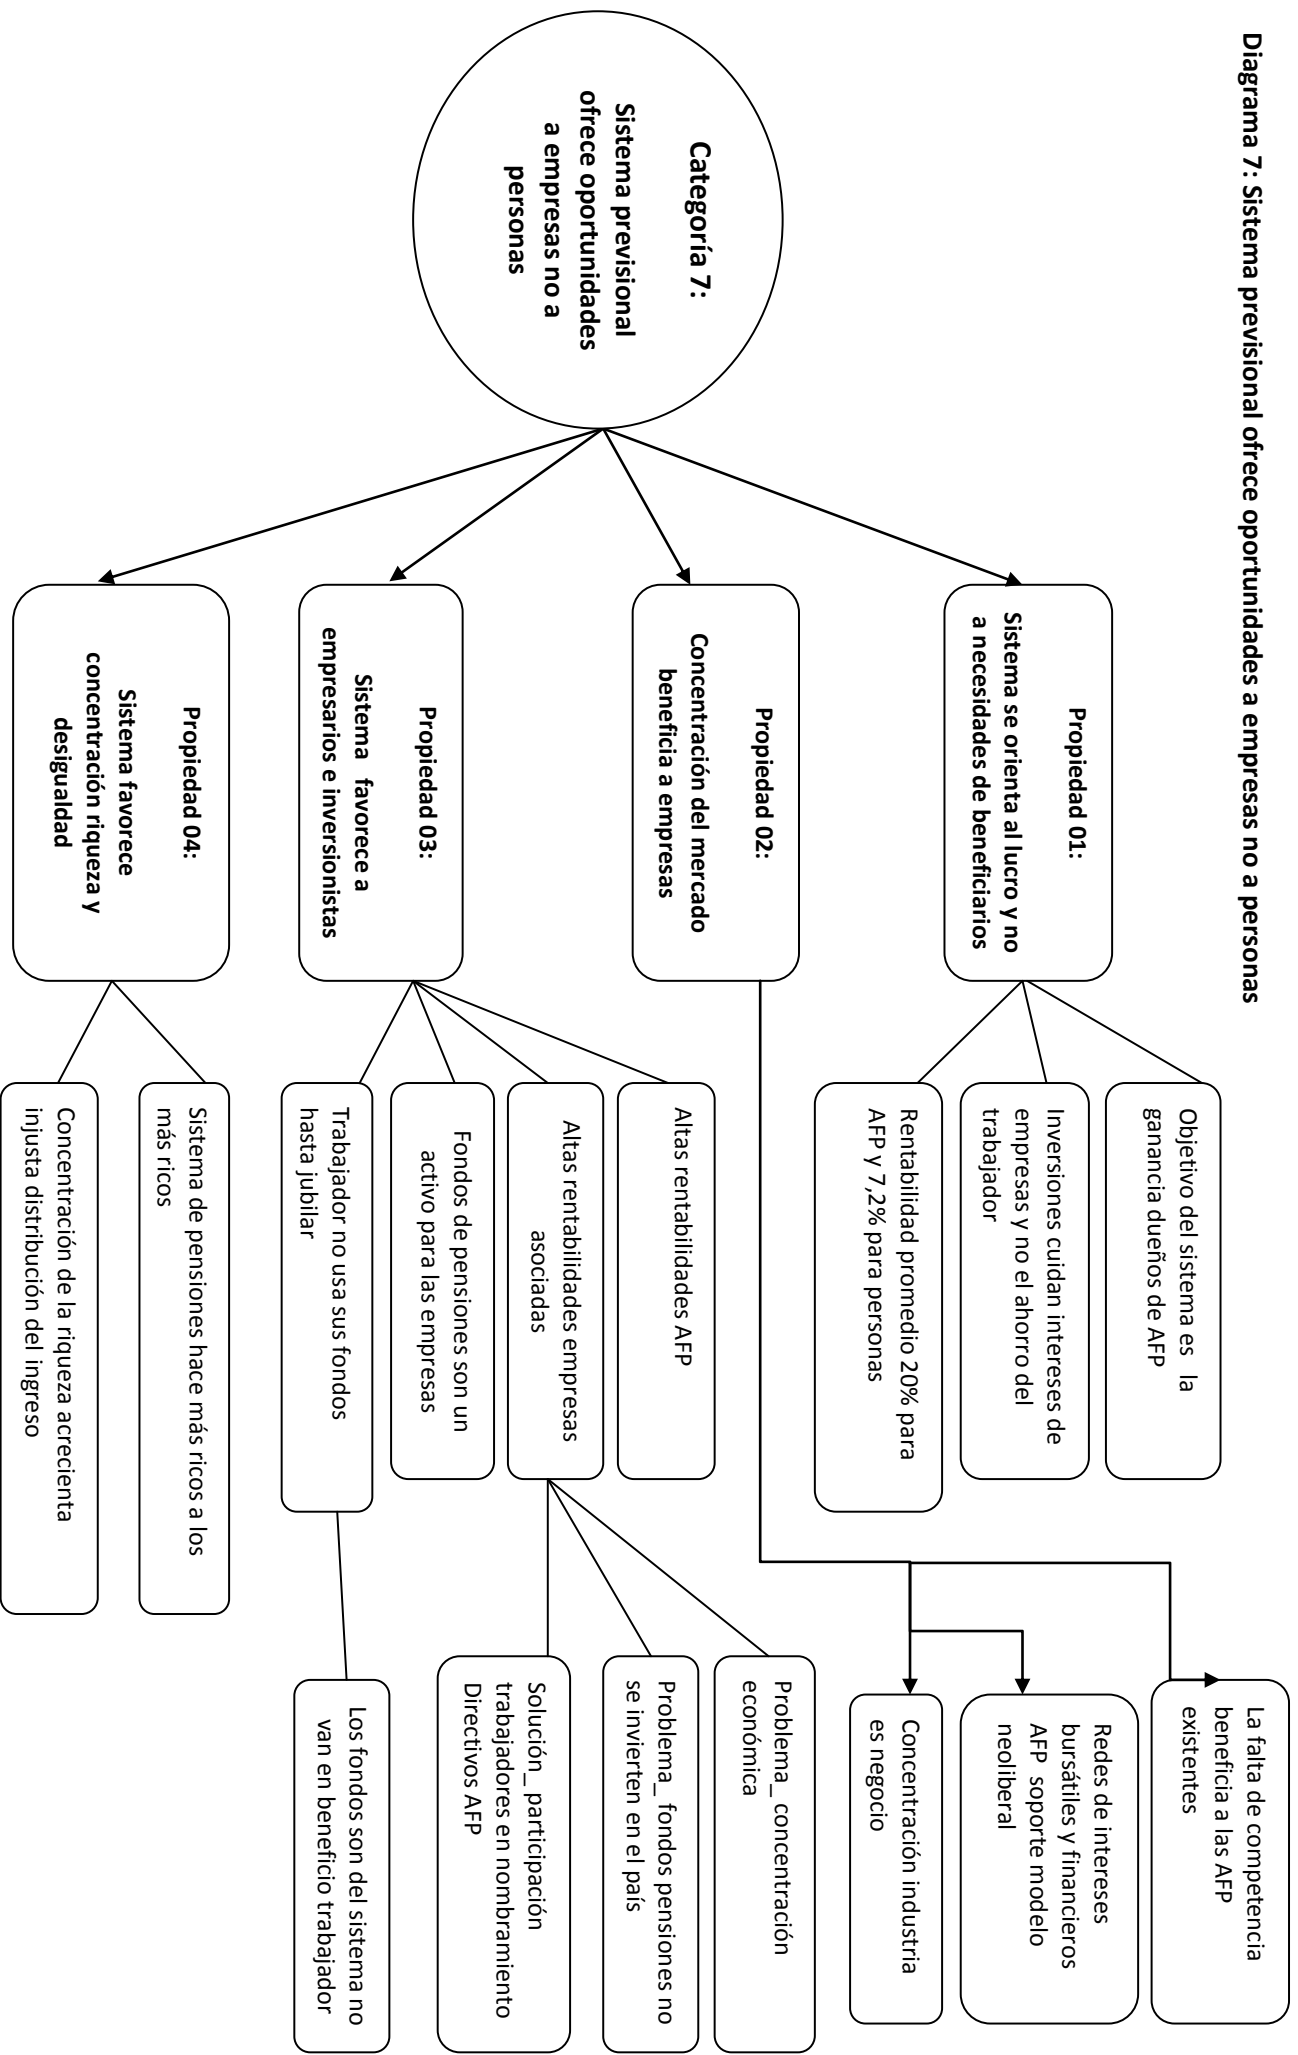 Diagrama 7: Sistema previsional ofrece oportunidades a empresas no a personas
Categoría 7:
Sistema previsional
ofrece oportunidades
a empresas no a
personas
Propiedad 01:
Sistema se orienta al lucro y no
a necesidades de beneficiarios
Objetivo del sistema es la
ganancia dueños de AFP
Inversiones cuidan intereses de
empresas y no el ahorro del
trabajador
Rentabilidad promedio 20% para
AFP y 7,2% para personas
Propiedad 02:
Concentración del mercado
beneficia a empresas
La falta de competencia
beneficia a las AFP
existentes
Redes de intereses
bursátiles y financieros
AFP soporte modelo
neoliberal
Concentración industria
es negocio
Propiedad 03:
Sistema favorece a
empresarios e inversionistas
Altas rentabilidades AFP
Altas rentabilidades empresas
asociadas
Problema_ concentración
económica
Problema_ fondos pensiones no
se invierten en el país
Solución_ participación
trabajadores en nombramiento
Directivos AFP
Fondos de pensiones son un
activo para las empresas
Trabajador no usa sus fondos
hasta jubilar
Los fondos son del sistema no
van en beneficio trabajador
Propiedad 04:
Sistema favorece
concentración riqueza y
desigualdad
Sistema de pensiones hace más ricos a los
más ricos
Concentración de la riqueza acrecienta
injusta distribución del ingreso